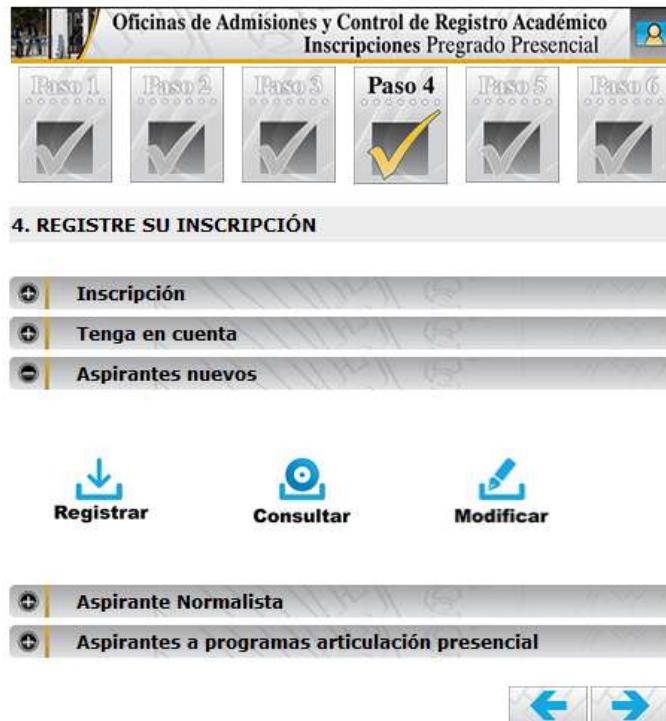 Oficinas de Admisiones y Control de Registro Académico
Inscripciones Pregrado Presencial
Paso 1 Paso 2 Paso 3 Paso 4 Paso 5 Paso 6
4. REGISTRE SU INSCRIPCIÓN
Inscripción
Tenga en cuenta
Aspirantes nuevos
Registrar Consultar Modificar
Aspirante Normalista
Aspirantes a programas articulación presencial